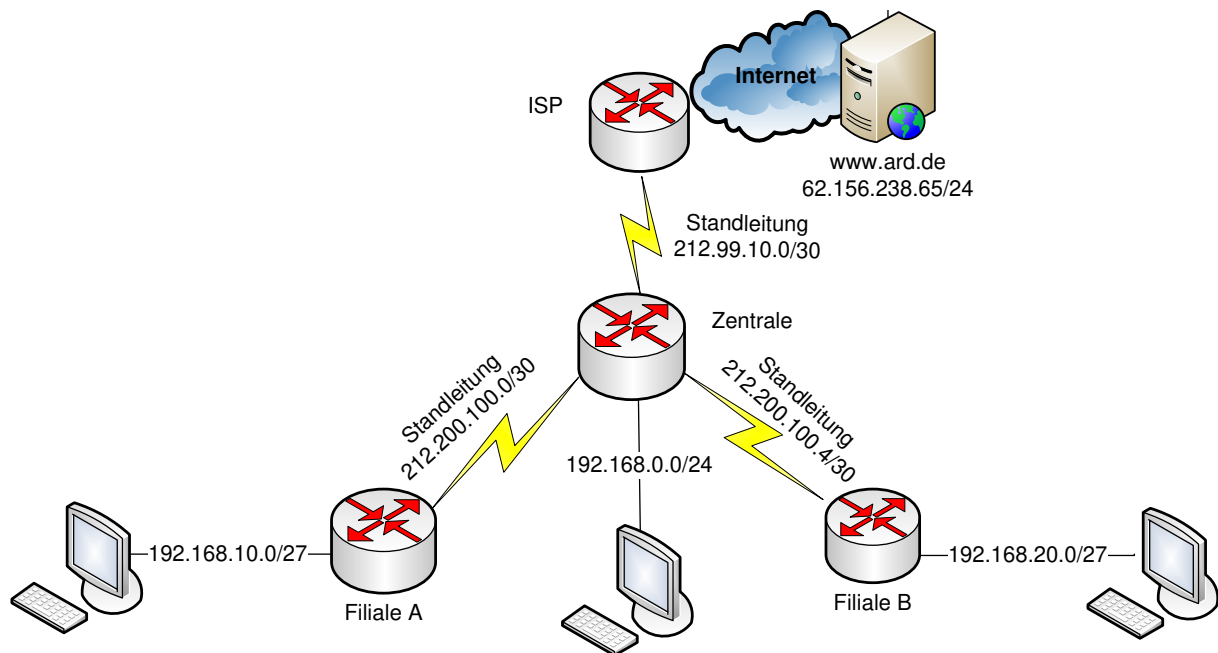 Internet
ISP
www.ard.de
62.156.238.65/24
Standleitung
212.99.10.0/30
Zentrale
Standleitung
212.200.100.0/30
Standleitung
212.200.100.4/30
192.168.0.0/24
192.168.10.0/27
192.168.20.0/27
Filiale A
Filiale B